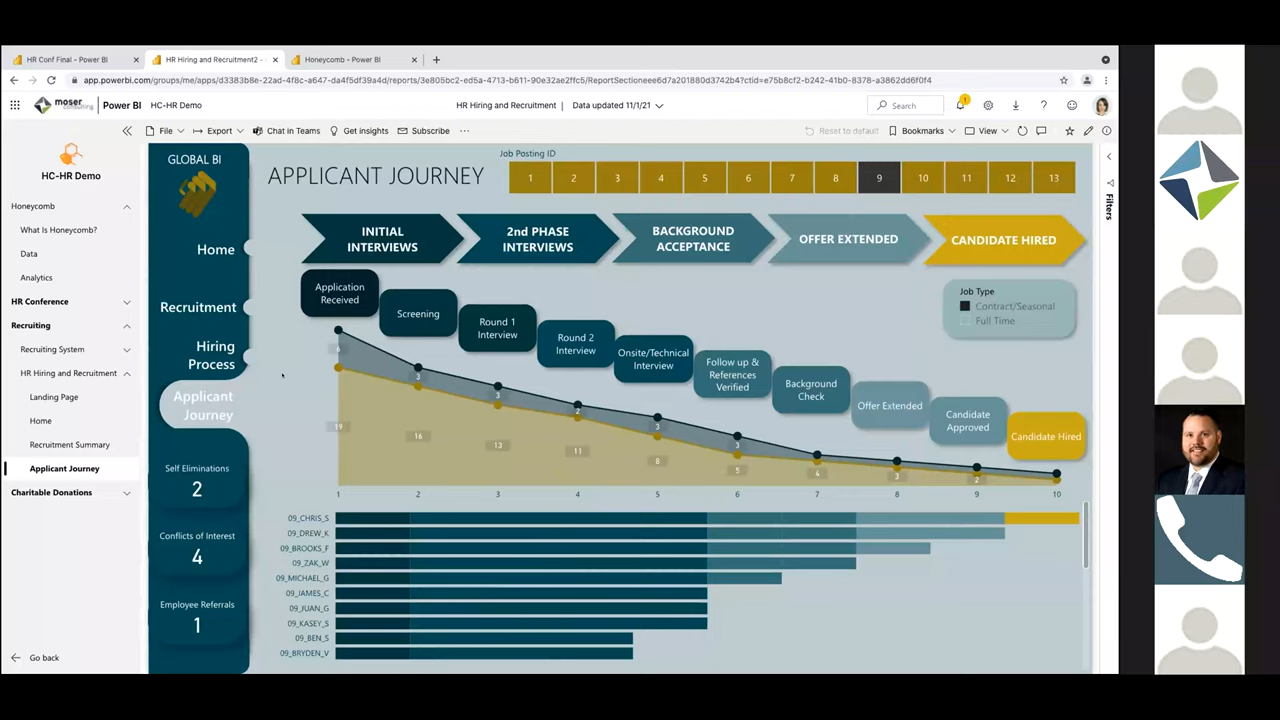 HR Conf Final - Power BI
HR Hiring and Recruitment2 -
Honeycomb - Power BI
app.powerbi.com/groups/me/apps/d3383b8e-22ad-4f8c-a647-da4f5df39a4d/reports/3e805bc2-ed5a-4713-b611-90e32ae2ffc5/ReportSectioneee6d7a201880d3742b4?ctid=e75b8cf2-b242-41b0-8378-a3862dd6f0f4
moser
consulting
Power BI
HC-HR Demo
HR Hiring and Recruitment | Data updated 11/1/21
Search
1
File
Export
Chat in Teams
Get insights
Subscribe
Reset to default
Bookmarks
View
HC-HR Demo
Honeycomb
What Is Honeycomb?
Data
Analytics
HR Conference
Recruiting
Recruiting System
HR Hiring and Recruitment
Landing Page
Home
Recruitment Summary
Applicant Journey
Charitable Donations
Go back
GLOBAL BI
Home
Recruitment
Hiring
Process
Applicant
Journey
Self Eliminations
2
Conflicts of Interest
4
Employee Referrals
1
APPLICANT JOURNEY
Job Posting ID
1 2 3 4 5 6 7 8 9 10 11 12 13
INITIAL
INTERVIEWS
2nd PHASE
INTERVIEWS
BACKGROUND
ACCEPTANCE
OFFER EXTENDED
CANDIDATE HIRED
Application
Received
Screening
Round 1
Interview
Round 2
Interview
Onsite/Technical
Interview
Follow up &
References
Verified
Background
Check
Offer Extended
Candidate
Approved
Candidate Hired
Job Type
Contract/Seasonal
Full Time
6 3 3 2 3 3
19 16 13 11 8 5 4 3 2
1 2 3 4 5 6 7 8 9 10
09_CHRIS_S
09_DREW_K
09_BROOKS_F
09_ZAK_W
09_MICHAEL_G
09_JAMES_C
09_JUAN_G
09_KASEY_S
09_BEN_S
09_BRYDEN_V
Filters